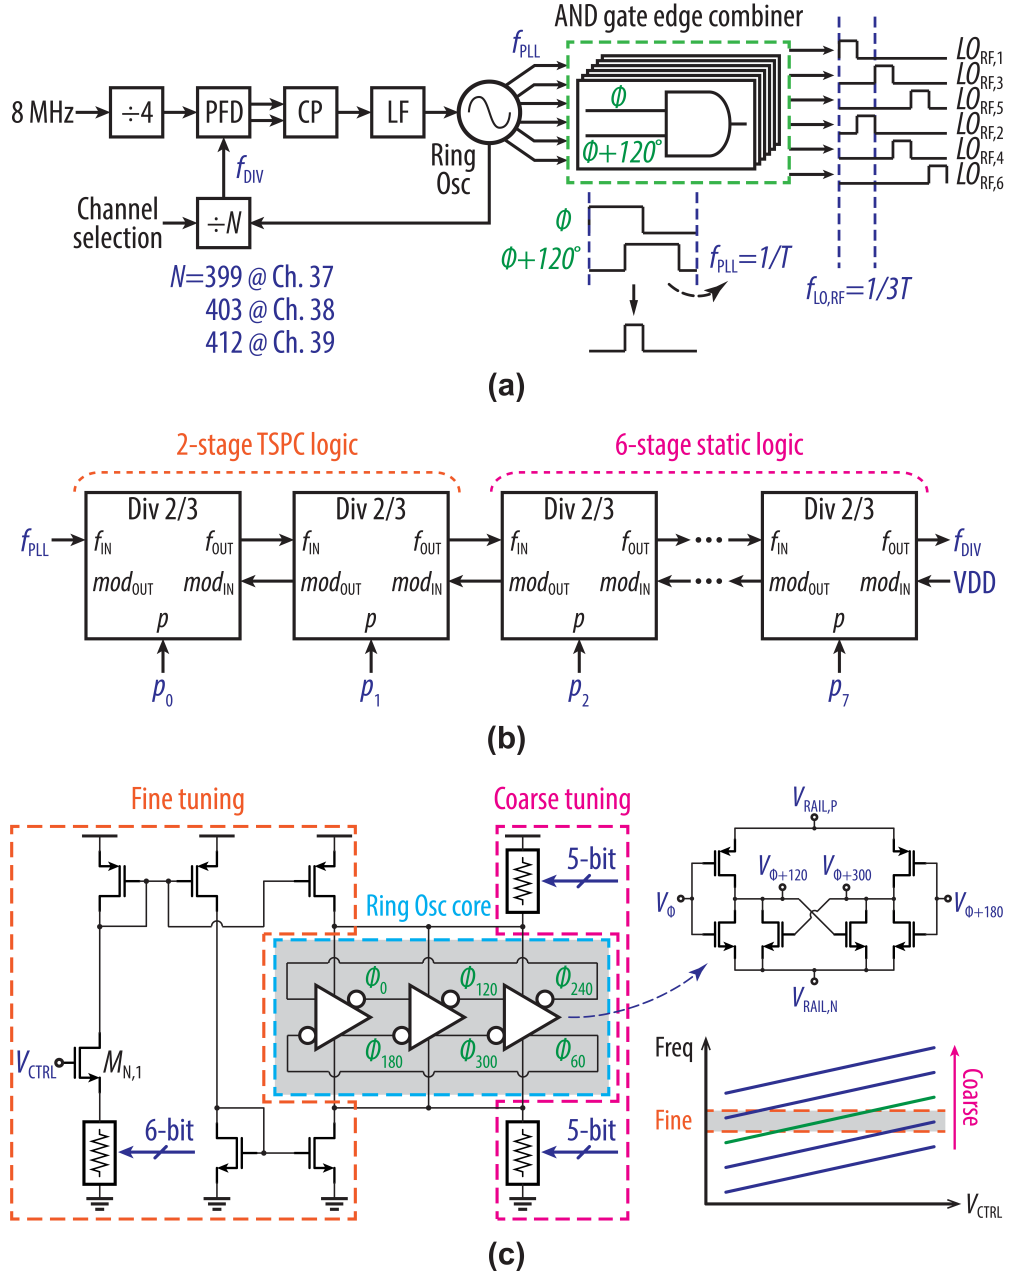 AND gate edge combiner
8 MHz
÷4
PFD
CP
LF
Ring
Osc
f_PLL
Φ
Φ+120°
LO_RF,1
LO_RF,3
LO_RF,5
LO_RF,2
LO_RF,4
LO_RF,6
f_DIV
Channel
selection
÷N
N=399 @ Ch. 37
403 @ Ch. 38
412 @ Ch. 39
Φ
Φ+120°
f_PLL=1/T
f_LO,RF=1/3T
(a)
2-stage TSPC logic
6-stage static logic
f_PLL
Div 2/3
f_IN
f_OUT
mod_OUT
mod_IN
p
p_0
Div 2/3
f_IN
f_OUT
mod_OUT
mod_IN
p
p_1
Div 2/3
f_IN
f_OUT
mod_OUT
mod_IN
p
p_2
Div 2/3
f_IN
f_OUT
mod_OUT
mod_IN
p
p_7
f_DIV
VDD
(b)
Fine tuning
Coarse tuning
5-bit
Ring Osc core
Φ_0
Φ_120
Φ_240
Φ_180
Φ_300
Φ_60
V_CTRL
M_N,1
6-bit
5-bit
V_RAIL,P
V_Φ+120
V_Φ+300
V_Φ
V_Φ+180
V_RAIL,N
Freq
Fine
Coarse
V_CTRL
(c)